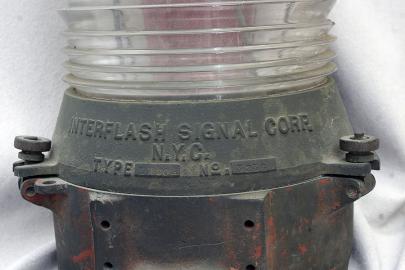 INTERFLASH SIGNAL CORP.
N.Y.C.
TYPE No.